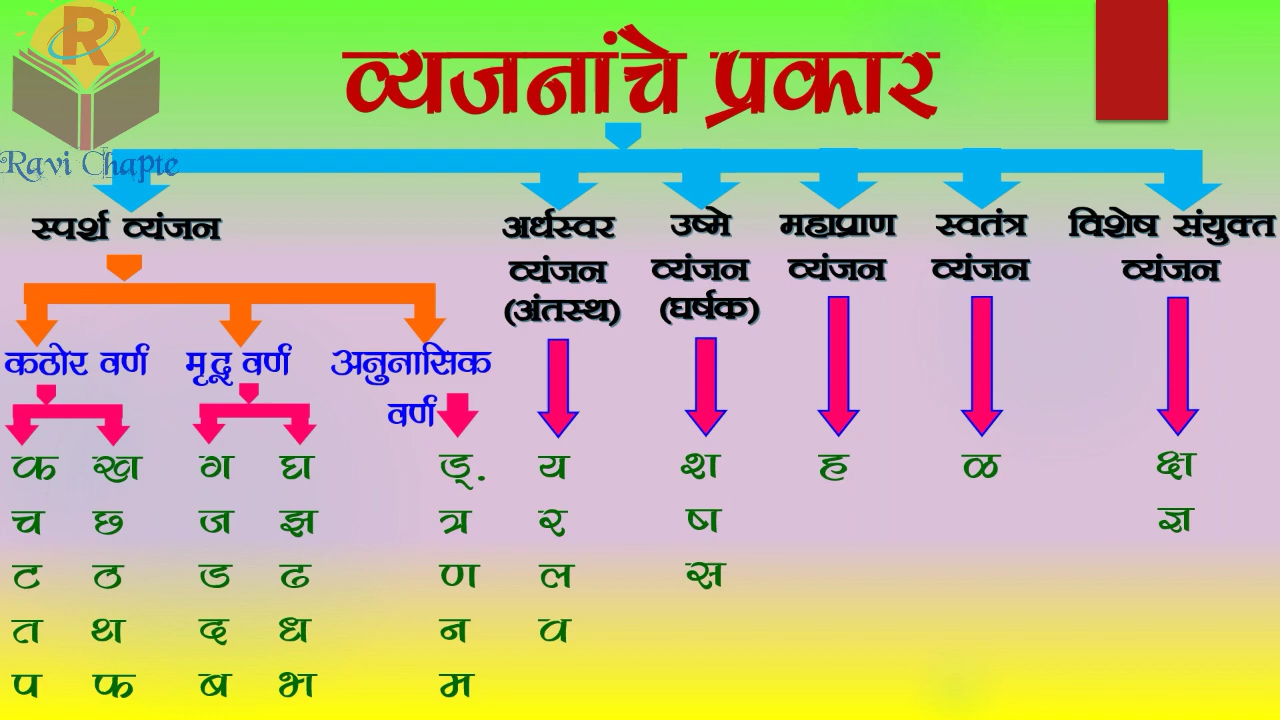 R
Ravi Chapte
व्यजनांचे प्रकार
स्पर्श व्यंजन
अर्धस्वर व्यंजन (अंतस्थ)
उष्मे व्यंजन (घर्षक)
महाप्राण व्यंजन
स्वतंत्र व्यंजन
विशेष संयुक्त व्यंजन
कठोर वर्ण
मृदू वर्ण
अनुनासिक वर्ण
क ख ग घ ड्. य श ह ळ क्ष
च छ ज झ त्र र ष ज्ञ
ट ठ ड ढ ण ल स
त थ द ध न व
प फ ब भ म